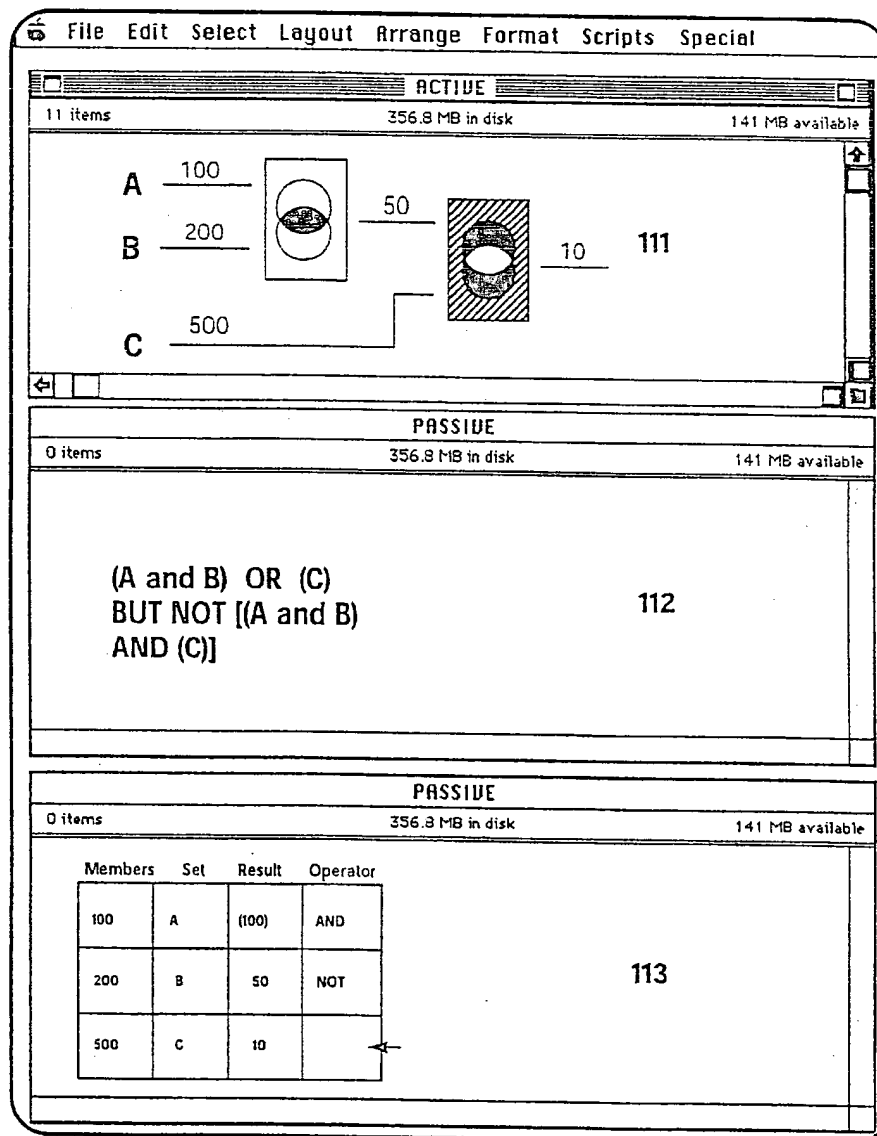 File Edit Select Layout Arrange Format Scripts Special
ACTIVE
11 items 356.8 MB in disk 141 MB available
A 100
50
B 200
10
111
C 500
PASSIVE
0 items 356.8 MB in disk 141 MB available
(A and B) OR (C)
BUT NOT [(A and B)
AND (C)]
112
PASSIVE
0 items 356.8 MB in disk 141 MB available
Members Set Result Operator
100 A (100) AND
200 B 50 NOT
500 C 10
113